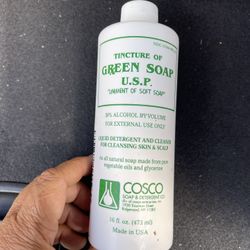 TINCTURE OF
GREEN SOAP
U.S.P.
"LINIMENT OF SOFT SOAP"
30% ALCOHOL BY VOLUME
FOR EXTERNAL USE ONLY
LIQUID DETERGENT AND CLEANSER
FOR CLEANSING SKIN & SCALP
An all natural soap made from pure
vegetable oils and glycerine
COSCO
SOAP & DETERGENT CO.
16 fl. oz. (473 ml)
Made in USA